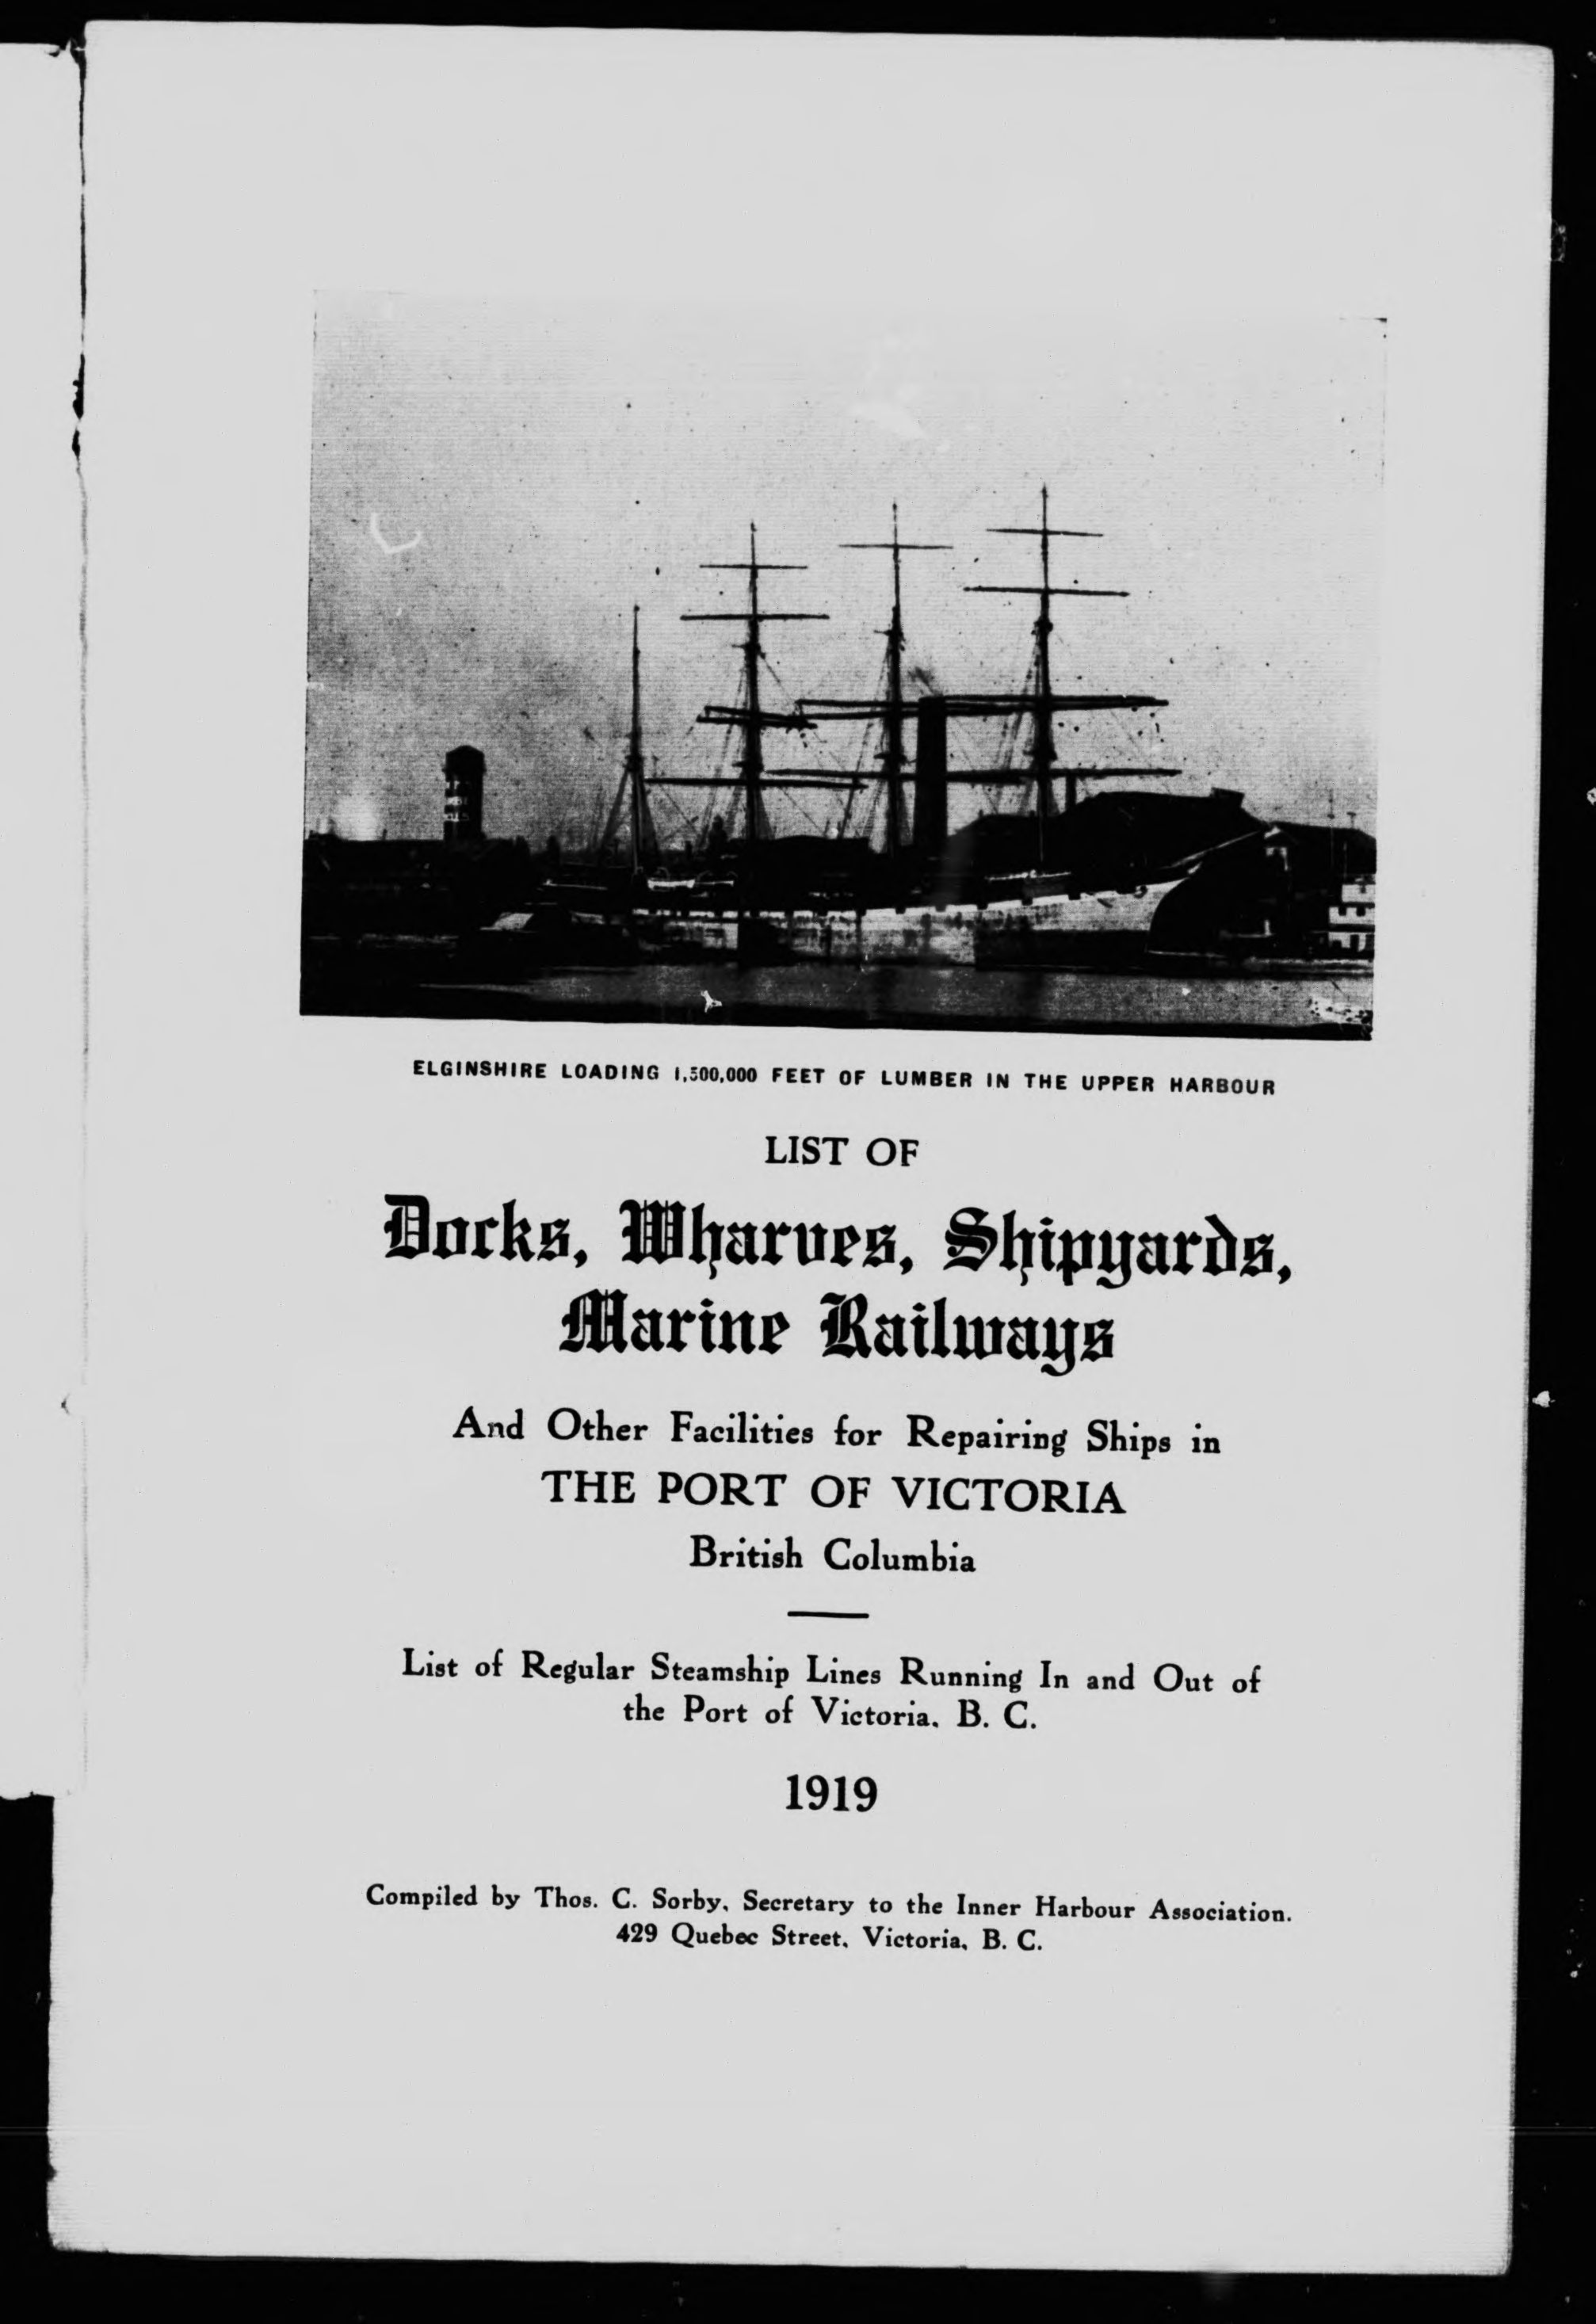 ELGINSHIRE LOADING 1,500,000 FEET OF LUMBER IN THE UPPER HARBOUR
LIST OF
Docks, Wharves, Shipyards,
Marine Railways
And Other Facilities for Repairing Ships in
THE PORT OF VICTORIA
British Columbia
List of Regular Steamship Lines Running In and Out of
the Port of Victoria, B. C.
1919
Compiled by Thos. C. Sorby, Secretary to the Inner Harbour Association.
429 Quebec Street, Victoria, B. C.